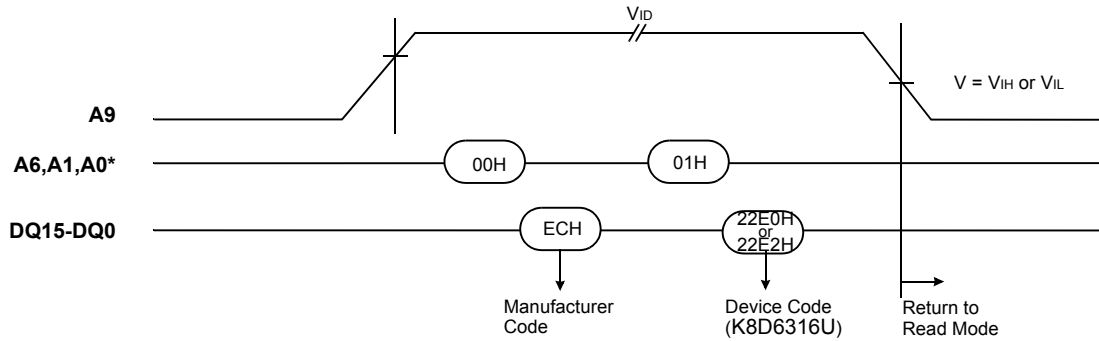 VID
V = VIH or VIL
A9
A6,A1,A0*
00H
01H
DQ15-DQ0
ECH
22E0H
or
22E2H
Manufacturer
Code
Device Code
(K8D6316U)
Return to
Read Mode